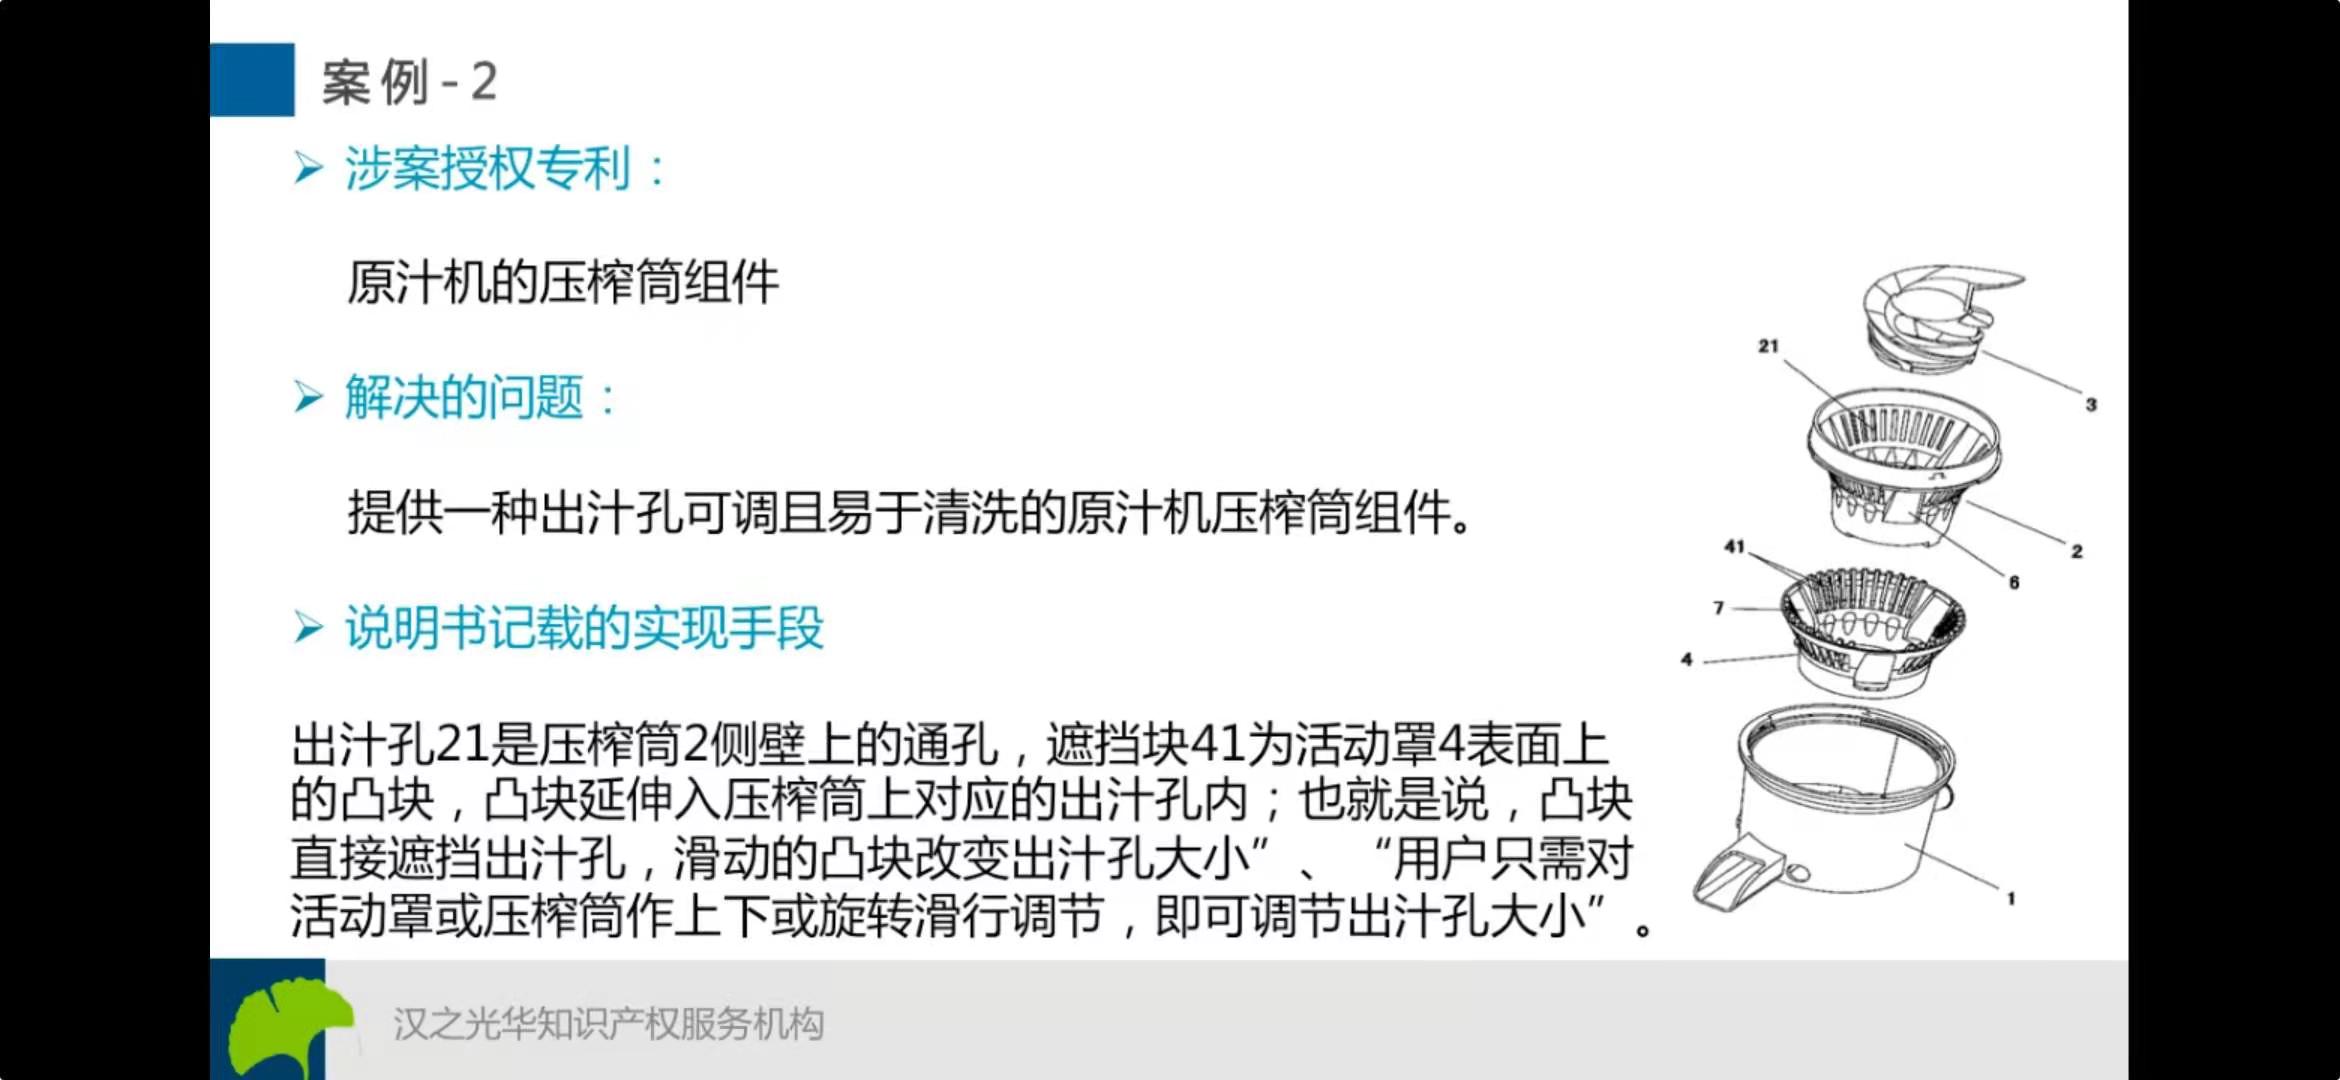 案例-2
涉案授权专利：
原汁机的压榨筒组件
解决的问题：
提供一种出汁孔可调且易于清洗的原汁机压榨筒组件。
说明书记载的实现手段
出汁孔21是压榨筒2侧壁上的通孔，遮挡块41为活动罩4表面上
的凸块，凸块延伸入压榨筒上对应的出汁孔内；也就是说，凸块
直接遮挡出汁孔，滑动的凸块改变出汁孔大小”、“用户只需对
活动罩或压榨筒作上下或旋转滑行调节，即可调节出汁孔大小”。
21
3
2
41
6
7
4
1
汉之光华知识产权服务机构